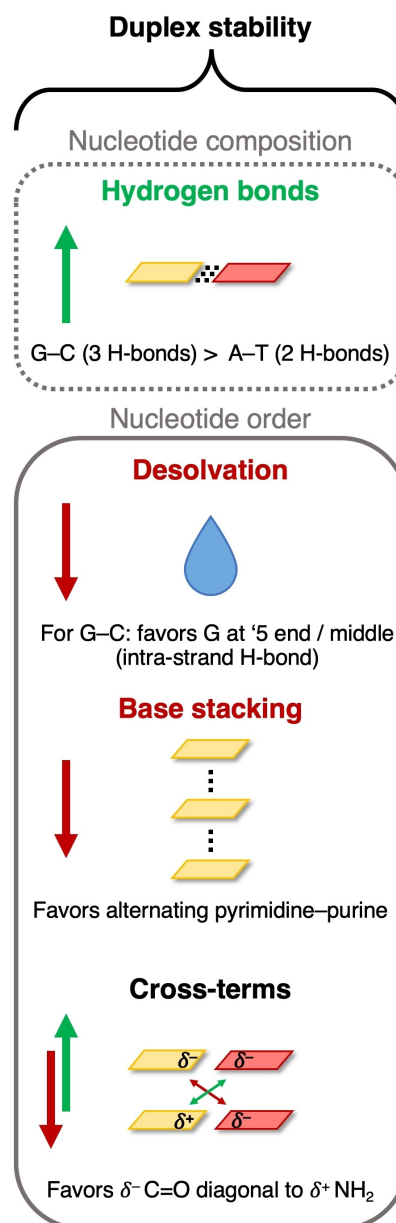 Duplex stability
Nucleotide composition
Hydrogen bonds
G–C (3 H-bonds) > A–T (2 H-bonds)
Nucleotide order
Desolvation
For G–C: favors G at ‘5 end / middle
(intra-strand H-bond)
Base stacking
Favors alternating pyrimidine–purine
Cross-terms
δ⁻ δ⁻
δ⁺ δ⁻
Favors δ⁻ C=O diagonal to δ⁺ NH₂